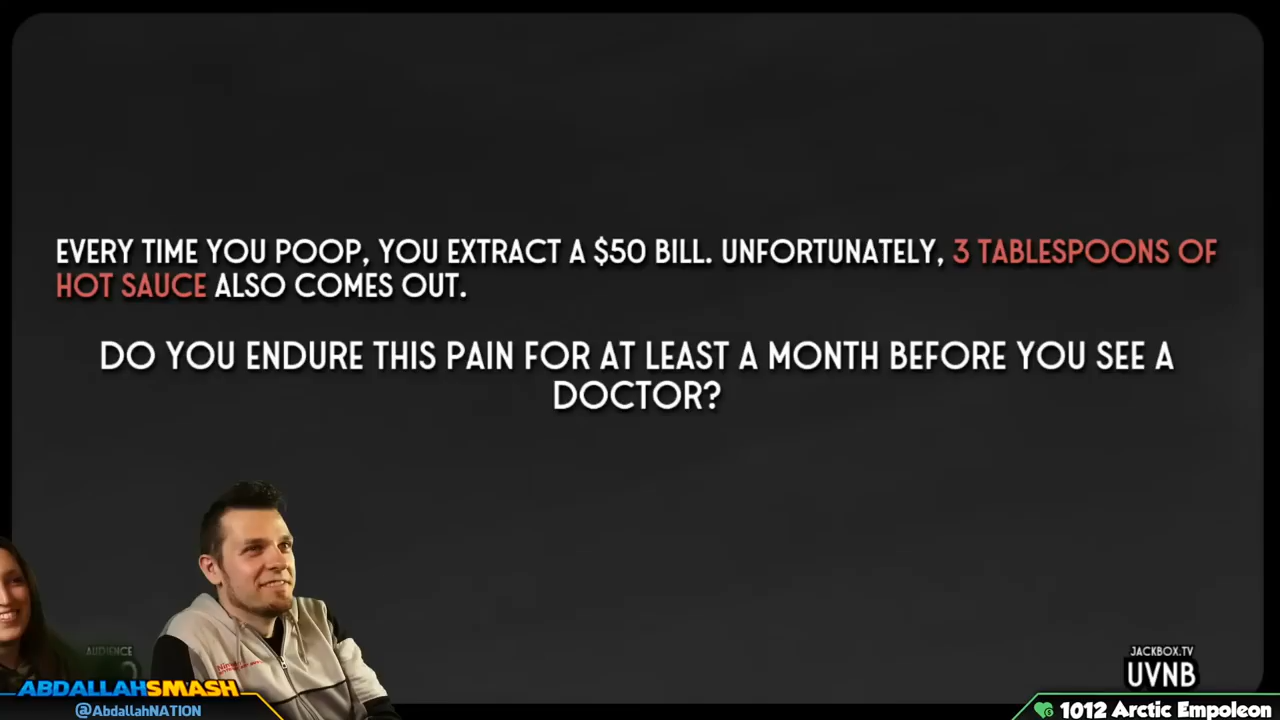 EVERY TIME YOU POOP, YOU EXTRACT A $50 BILL. UNFORTUNATELY, 3 TABLESPOONS OF
HOT SAUCE ALSO COMES OUT.
DO YOU ENDURE THIS PAIN FOR AT LEAST A MONTH BEFORE YOU SEE A
DOCTOR?
AUDIENCE
JACKBOX.TV
UVNB
ABDALLAHSMASH
@AbdallahNATION
1012 Arctic Empoleon